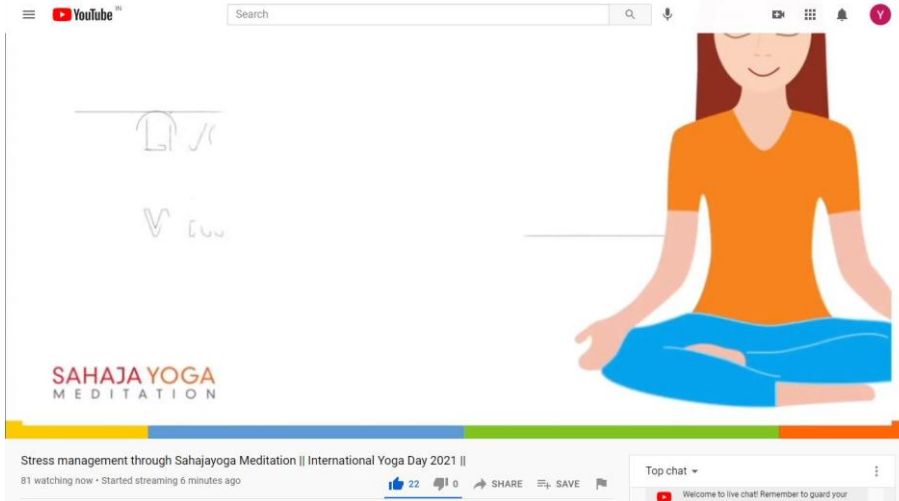 YouTube IN
Search
Y
SAHAJA YOGA
MEDITATION
Stress management through Sahajayoga Meditation || International Yoga Day 2021 ||
81 watching now • Started streaming 6 minutes ago
22
0
SHARE
SAVE
Top chat
Welcome to live chat! Remember to guard your